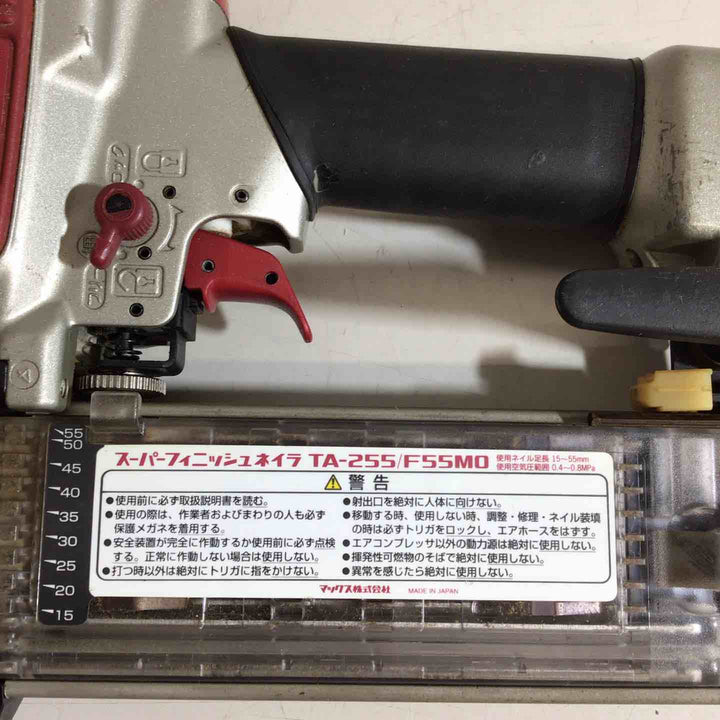 スーパーフィニッシュネイラ TA-255/F55MO 使用ネイル足長 15〜55mm
使用空気圧範囲 0.4〜0.8MPa
警告
●使用前に必ず取扱説明書を読む。
●使用の際は、作業者およびまわりの人も必ず
保護メガネを着用する。
●安全装置が完全に作動するか使用前に必ず点検
する。正常に作動しない場合は使用しない。
●打つ時以外は絶対にトリガに指をかけない。
●射出口を絶対に人体に向けない。
●移動する時、使用しない時、調整・修理・ネイル装填
の時は必ずトリガをロックし、エアホースをはずす。
●エアコンプレッサ以外の動力源は絶対に使用しない。
●揮発性可燃物のそばで絶対に使用しない。
●異常を感じたら絶対に使用しない。
マックス株式会社 MADE IN JAPAN
55
50
45
40
35
30
25
20
15